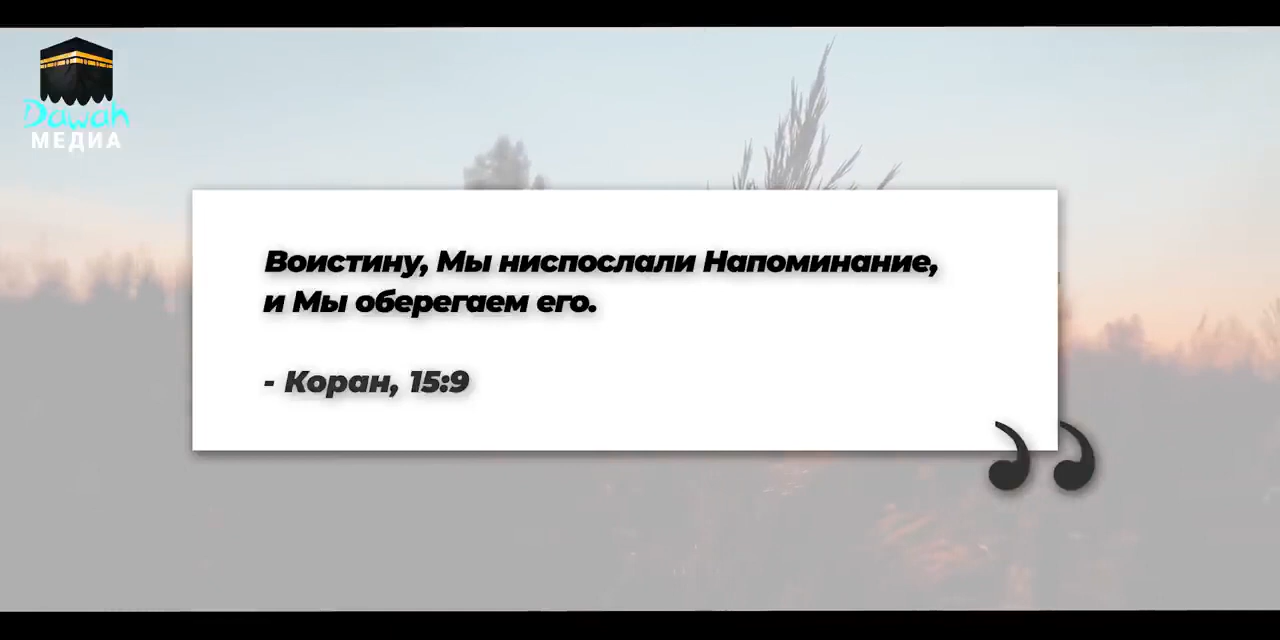 Dawah
МЕДИА
Воистину, Мы ниспослали Напоминание,
и Мы оберегаем его.
- Коран, 15:9
”